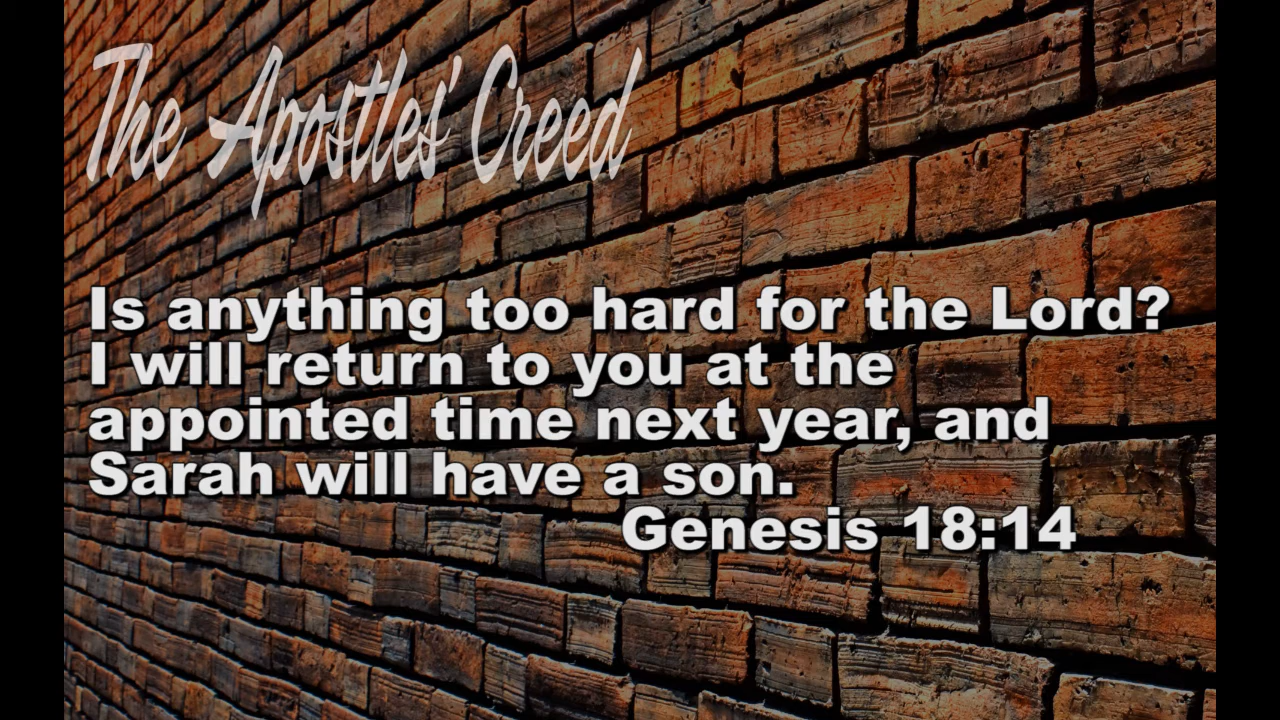 The Apostles' Creed
Is anything too hard for the Lord?
I will return to you at the
appointed time next year, and
Sarah will have a son.
Genesis 18:14